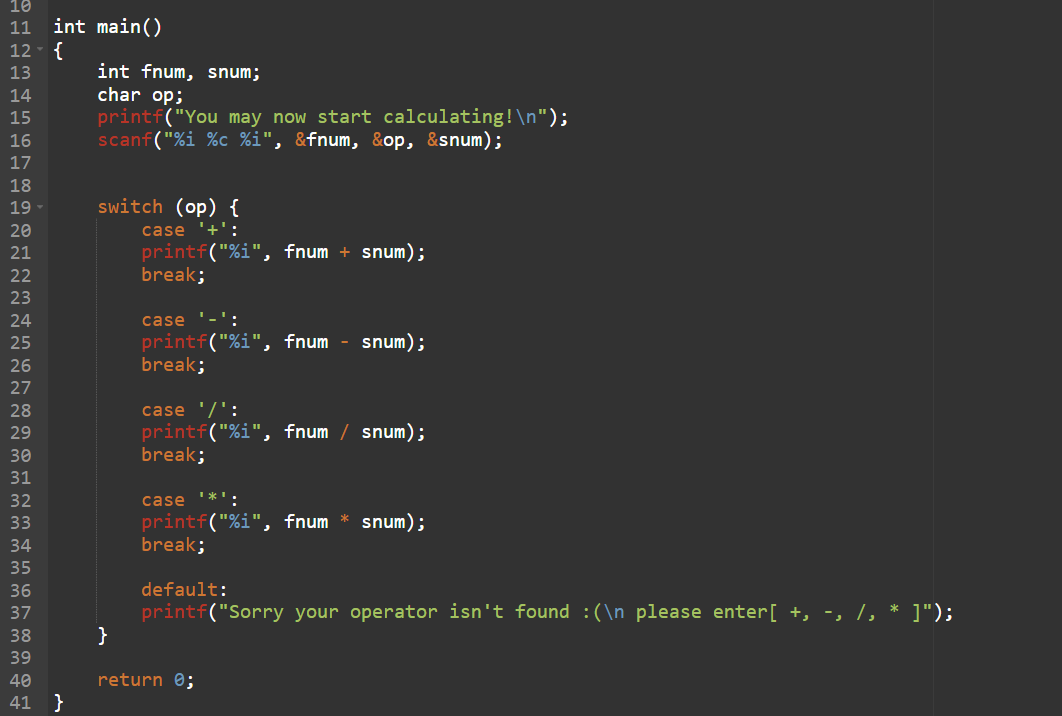 10
11 int main()
12 {
13 int fnum, snum;
14 char op;
15 printf("You may now start calculating!\n");
16 scanf("%i %c %i", &fnum, &op, &snum);
17
18
19 switch (op) {
20 case '+':
21 printf("%i", fnum + snum);
22 break;
23
24 case '-':
25 printf("%i", fnum - snum);
26 break;
27
28 case '/':
29 printf("%i", fnum / snum);
30 break;
31
32 case '*':
33 printf("%i", fnum * snum);
34 break;
35
36 default:
37 printf("Sorry your operator isn't found :(\n please enter[ +, -, /, * ]");
38 }
39
40 return 0;
41 }